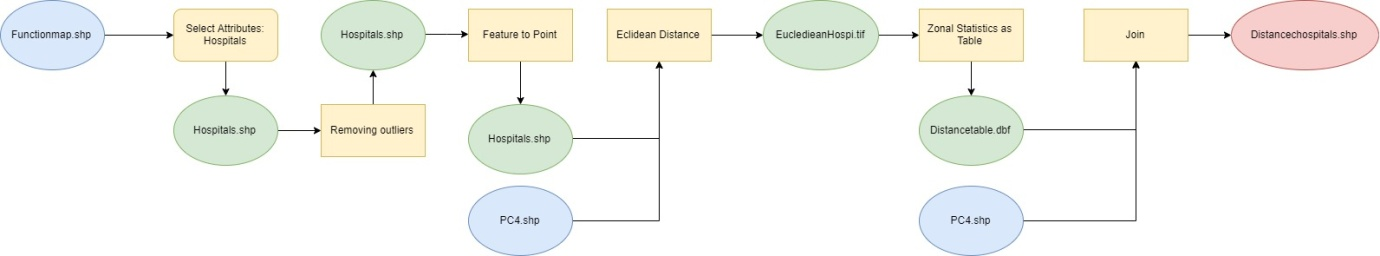 Functionmap.shp
Select Attributes:
Hospitals
Hospitals.shp
Removing outliers
Hospitals.shp
Feature to Point
Hospitals.shp
PC4.shp
Eclidean Distance
EucledieanHospi.tif
Zonal Statistics as
Table
Distancetable.dbf
PC4.shp
Join
Distancechospitals.shp